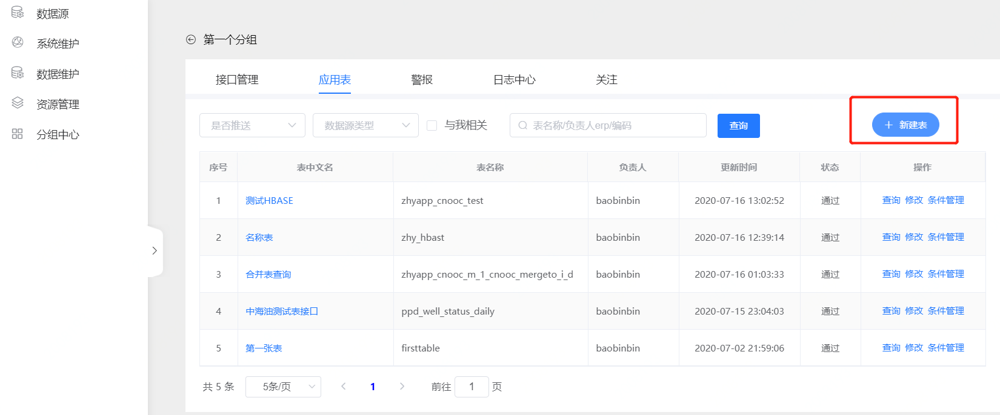 数据源
系统维护
数据维护
资源管理
分组中心
第一个分组
接口管理 应用表 警报 日志中心 关注
是否推送 数据源类型 与我相关 表名称/负责人erp/编码 查询 新建表
序号 表中文名 表名称 负责人 更新时间 状态 操作
1 测试HBASE zhyapp_cnooc_test baobinbin 2020-07-16 13:02:52 通过 查询 修改 条件管理
2 名称表 zhy_hbast baobinbin 2020-07-16 12:39:14 通过 查询 修改 条件管理
3 合并表查询 zhyapp_cnooc_m_1_cnooc_mergeto_i_d baobinbin 2020-07-16 01:03:33 通过 查询 修改 条件管理
4 中海油测试表接口 ppd_well_status_daily baobinbin 2020-07-15 23:04:03 通过 查询 修改 条件管理
5 第一张表 firsttable baobinbin 2020-07-02 21:59:06 通过 查询 修改 条件管理
共 5 条 5条/页 1 前往 1 页